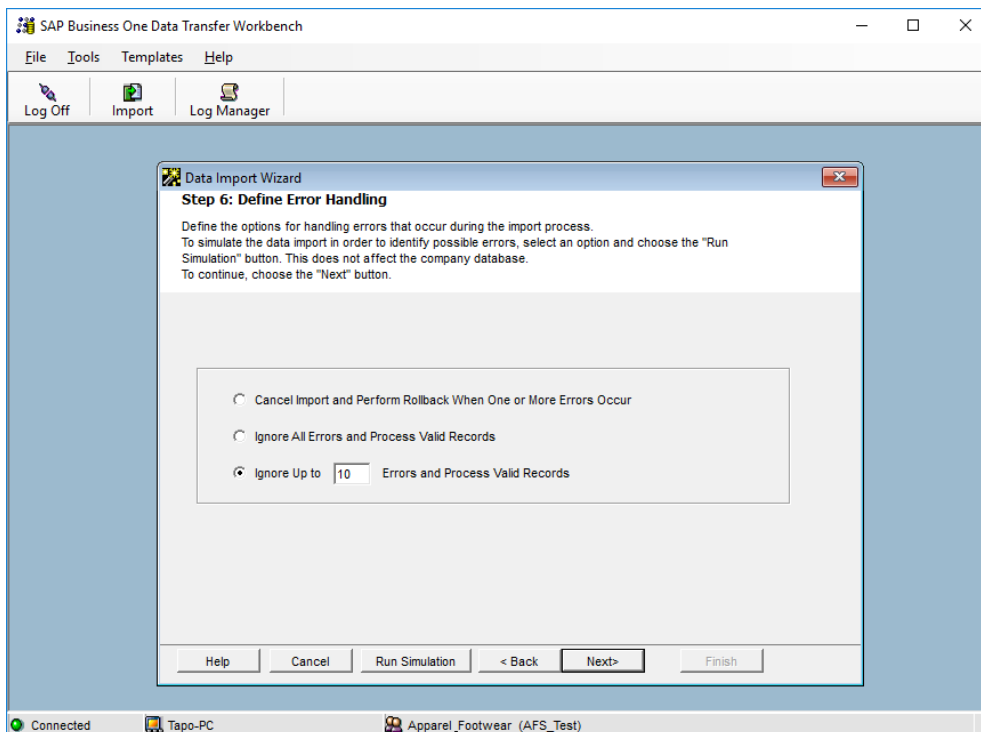 SAP Business One Data Transfer Workbench
File Tools Templates Help
Log Off Import Log Manager
Data Import Wizard
Step 6: Define Error Handling
Define the options for handling errors that occur during the import process.
To simulate the data import in order to identify possible errors, select an option and choose the "Run
Simulation" button. This does not affect the company database.
To continue, choose the "Next" button.
Cancel Import and Perform Rollback When One or More Errors Occur
Ignore All Errors and Process Valid Records
Ignore Up to 10 Errors and Process Valid Records
Help Cancel Run Simulation < Back Next> Finish
Connected Tapo-PC Apparel_Footwear (AFS_Test)